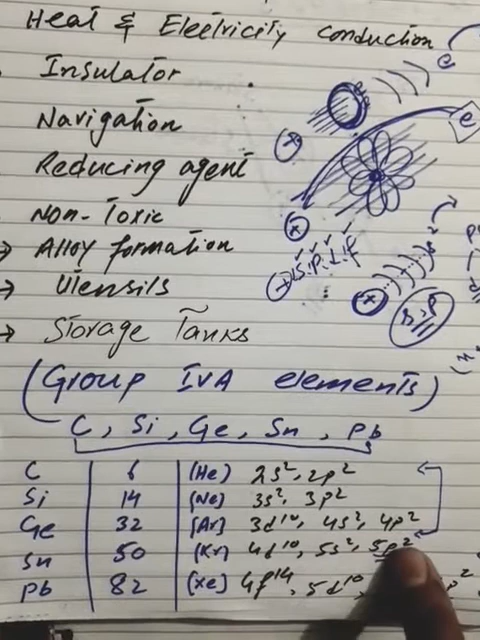 Heat & Electricity conduction
Insulator
Navigation
Reducing agent
Non-Toxic
→ Alloy formation
→ Utensils
→ Storage Tanks
e
e
(+)
(+)
→ s, p, d, f
(+)
(Group IVA elements)
C, Si, Ge, Sn, Pb
C | 6 | (He) 2s², 2p²
Si | 14 | (Ne) 3s², 3p²
Ge | 32 | [Ar] 3d¹⁰, 4s², 4p²
Sn | 50 | (Kr) 4d¹⁰, 5s², 5p²
Pb | 82 | (Xe) 4f¹⁴, 5d¹⁰, p²